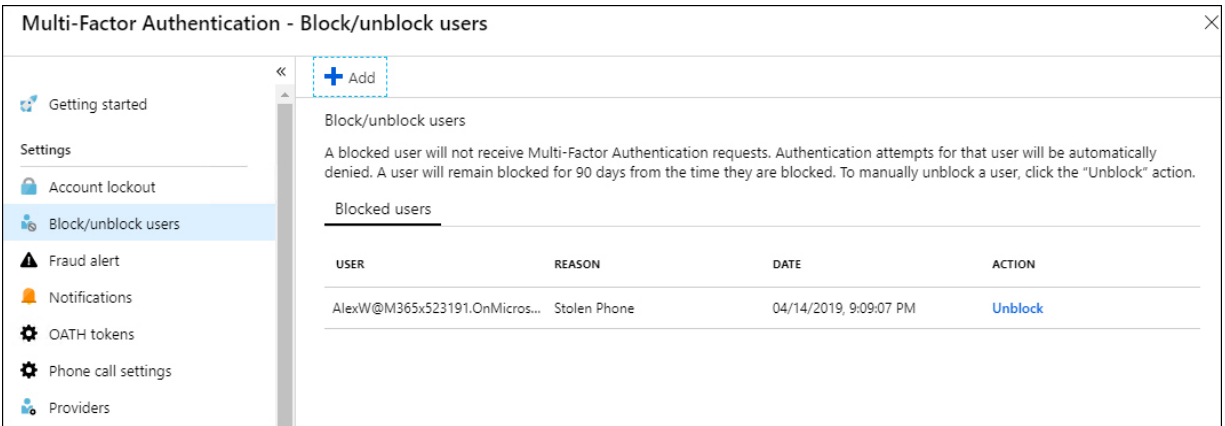 Multi-Factor Authentication - Block/unblock users
«
Getting started
Settings
Account lockout
Block/unblock users
Fraud alert
Notifications
OATH tokens
Phone call settings
Providers
Add
Block/unblock users
A blocked user will not receive Multi-Factor Authentication requests. Authentication attempts for that user will be automatically
denied. A user will remain blocked for 90 days from the time they are blocked. To manually unblock a user, click the “Unblock” action.
Blocked users
USER REASON DATE ACTION
AlexW@M365x523191.OnMicros... Stolen Phone 04/14/2019, 9:09:07 PM Unblock